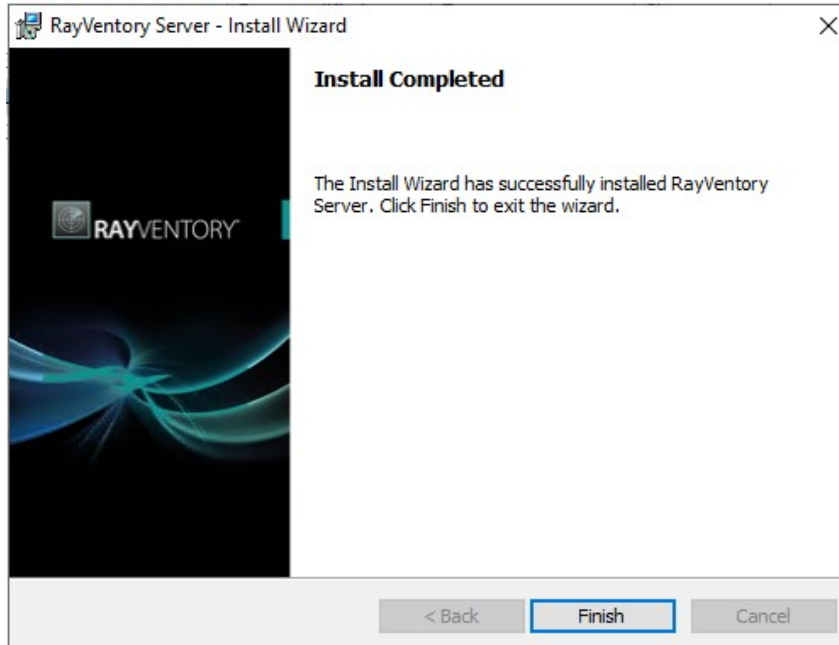 RayVentory Server - Install Wizard
Install Completed
The Install Wizard has successfully installed RayVentory
Server. Click Finish to exit the wizard.
RAYVENTORY
< Back
Finish
Cancel